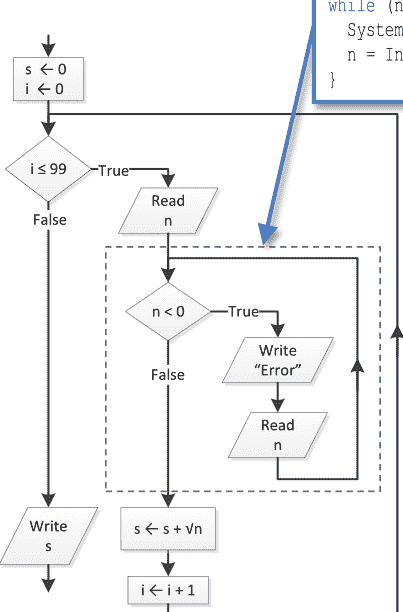 while (n
System
n = In
}
s ← 0
i ← 0
i ≤ 99
True
False
Read
n
n < 0
True
False
Write
“Error”
Read
n
Write
s
s ← s + √n
i ← i + 1